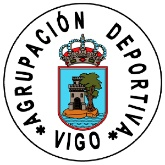 AGRUPACIÓN DEPORTIVA
* VIGO *